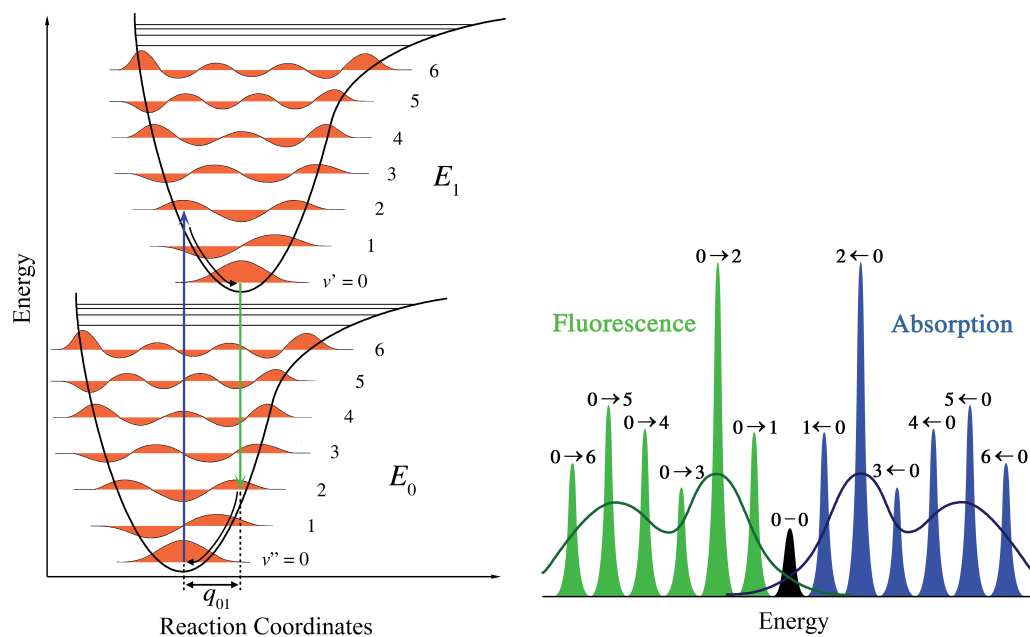 Energy
6
5
4
3
E1
2
1
v' = 0
6
5
4
3
E0
2
1
v" = 0
q01
Reaction Coordinates
0→2
2←0
Fluorescence
Absorption
0→5
5←0
0→4
0→1
1←0
4←0
0→6
0→3
3←0
6←0
0–0
Energy